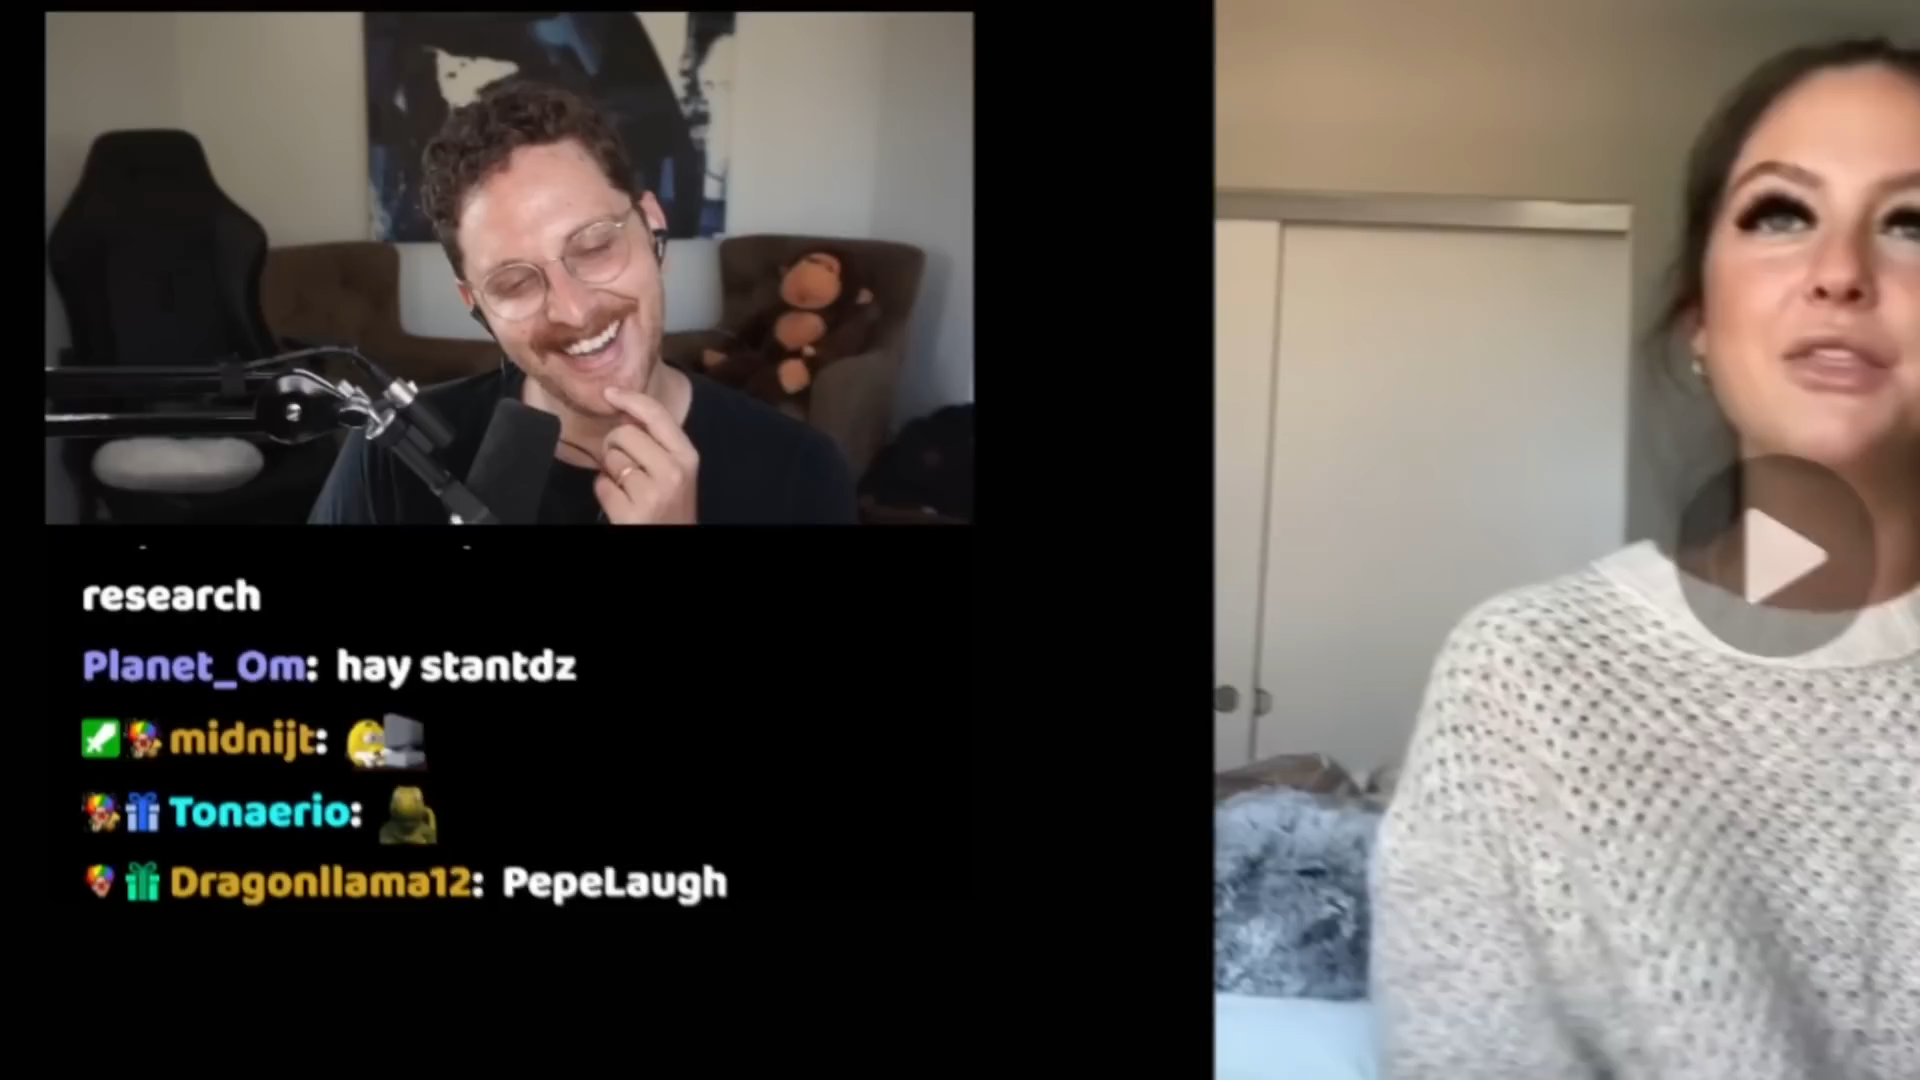 research
Planet_Om: hay stantdz
midnijt:
Tonaerio:
Dragonllama12: PepeLaugh